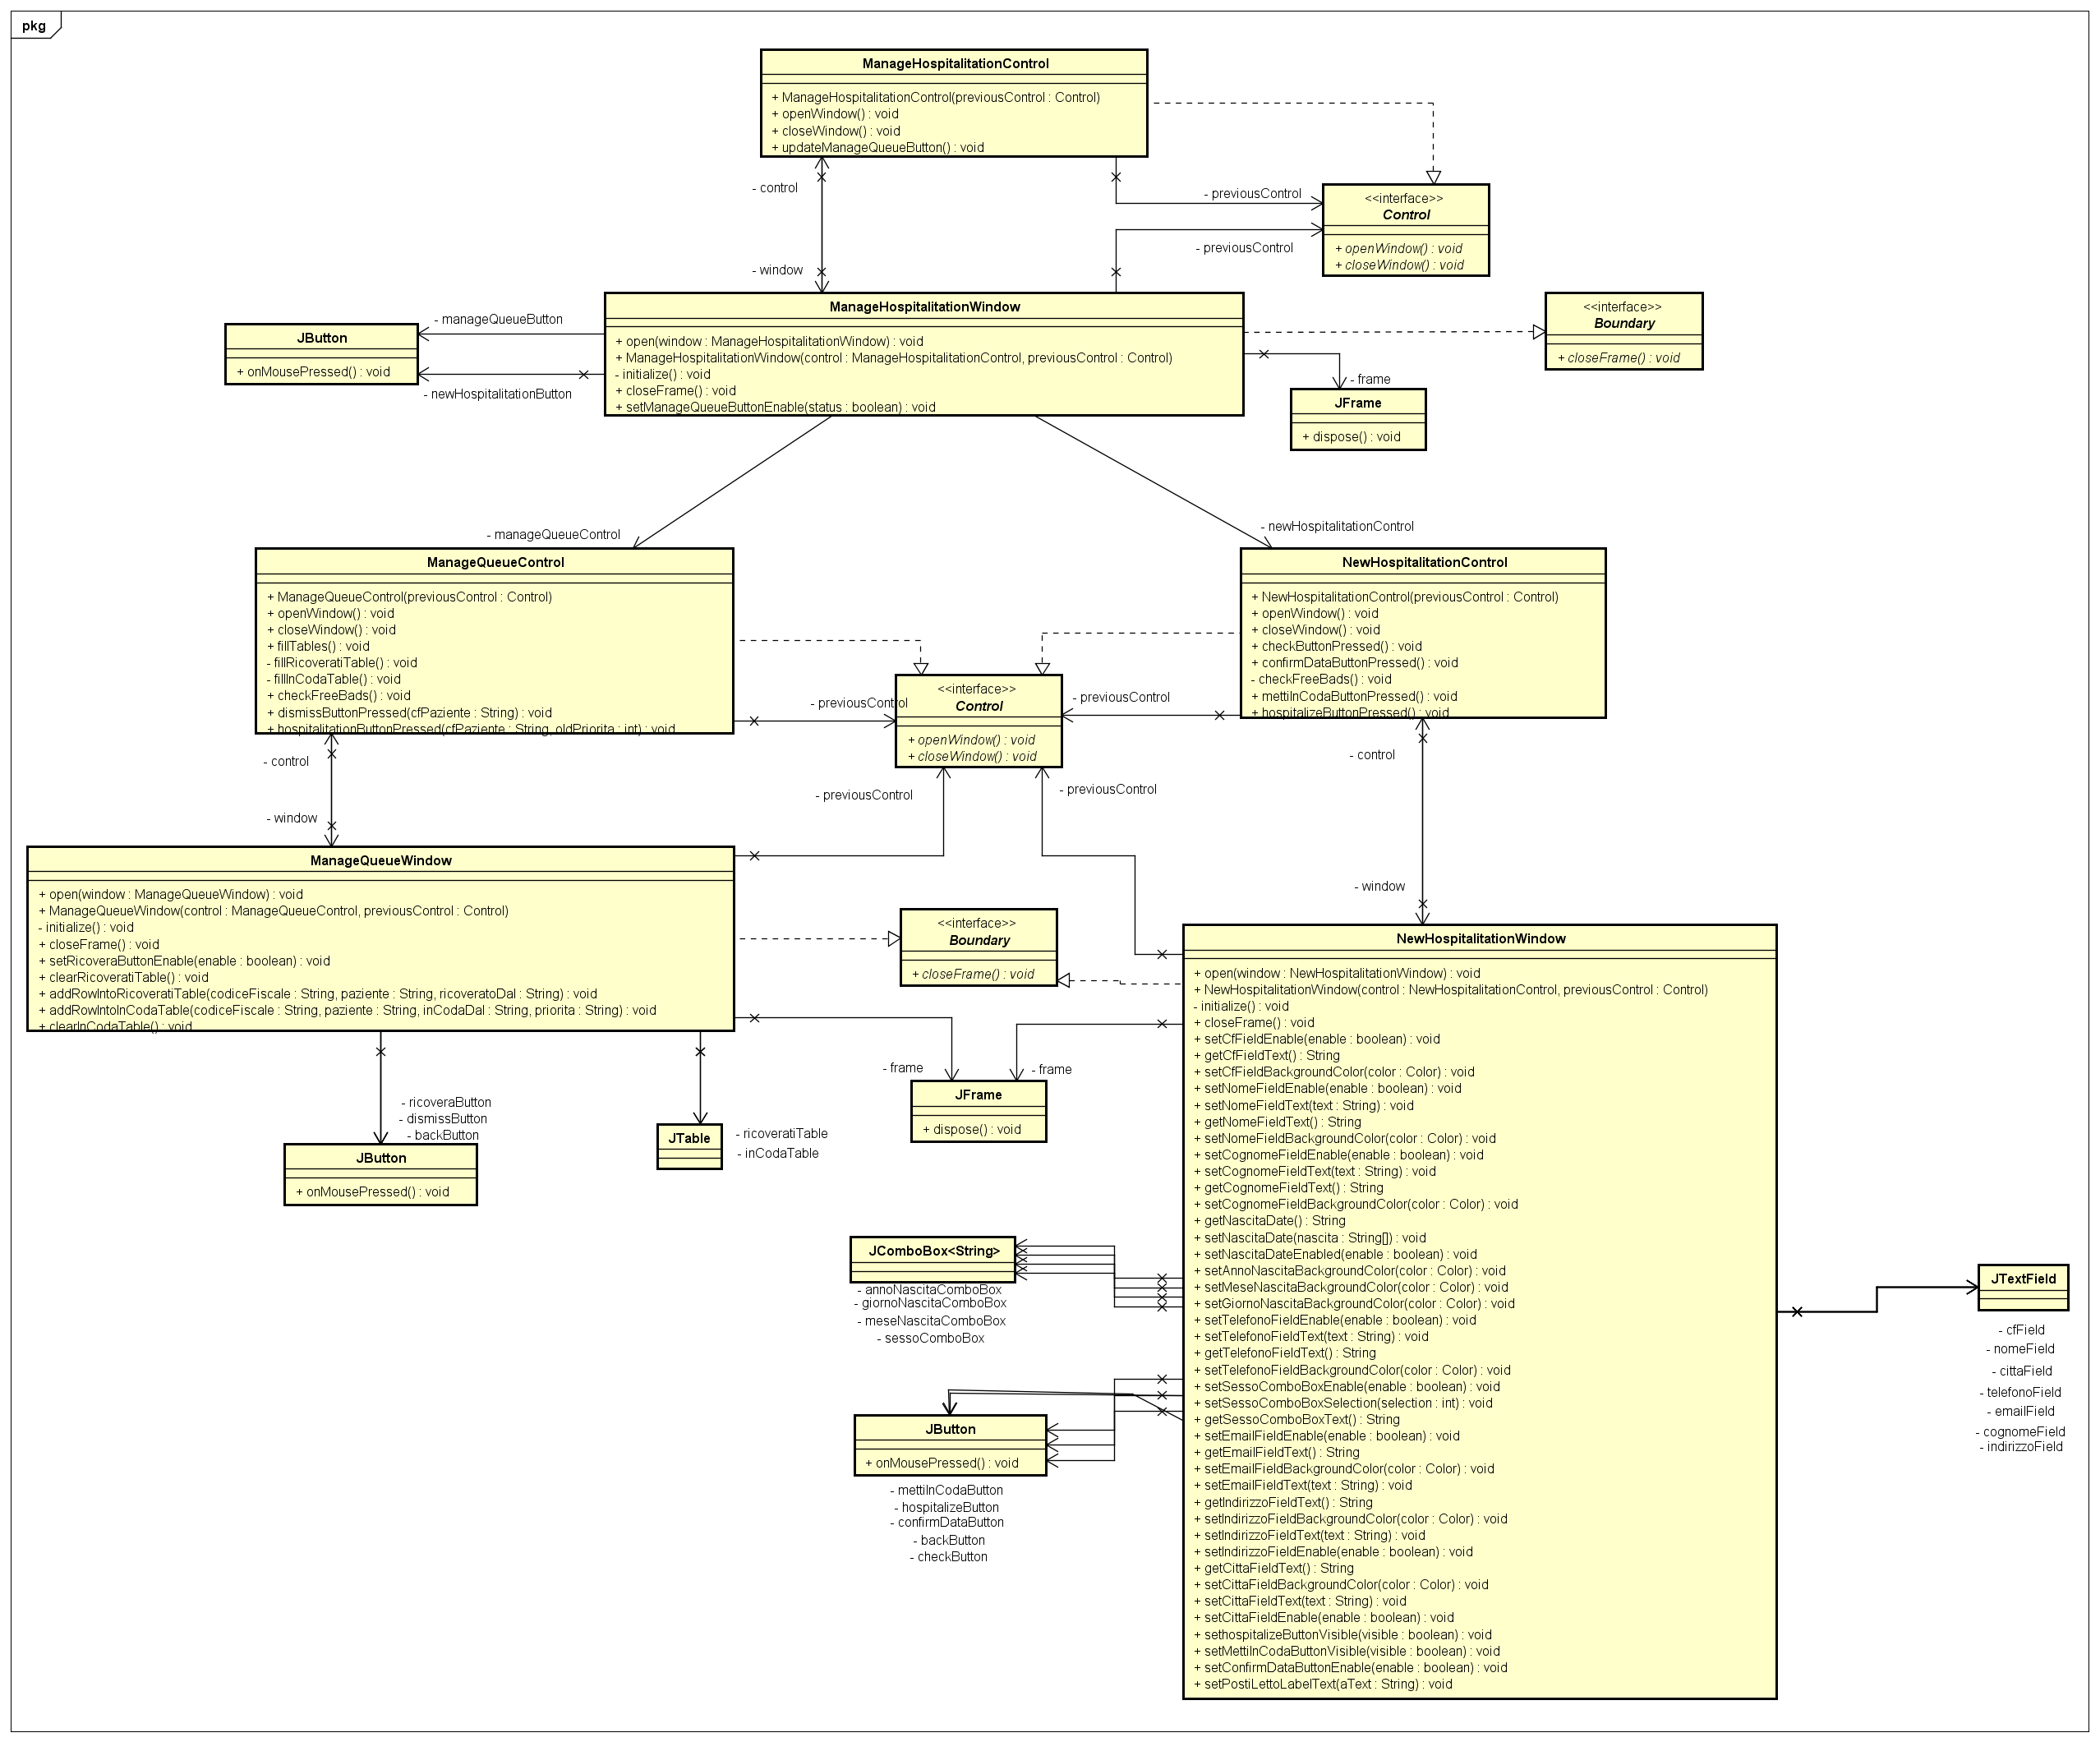 pkg
ManageHospitalitationControl
+ ManageHospitalitationControl(previousControl : Control)
+ openWindow() : void
+ closeWindow() : void
+ updateManageQueueButton() : void
- control
- previousControl
<<interface>>
Control
+ openWindow() : void
+ closeWindow() : void
- previousControl
- window
ManageHospitalitationWindow
+ open(window : ManageHospitalitationWindow) : void
+ ManageHospitalitationWindow(control : ManageHospitalitationControl, previousControl : Control)
- initialize() : void
+ closeFrame() : void
+ setManageQueueButtonEnable(status : boolean) : void
<<interface>>
Boundary
+ closeFrame() : void
- manageQueueButton
JButton
+ onMousePressed() : void
- newHospitalitationButton
- frame
JFrame
+ dispose() : void
- manageQueueControl
- newHospitalitationControl
ManageQueueControl
+ ManageQueueControl(previousControl : Control)
+ openWindow() : void
+ closeWindow() : void
+ fillTables() : void
- fillRicoveratiTable() : void
- fillInCodaTable() : void
+ checkFreeBads() : void
+ dismissButtonPressed(cfPaziente : String) : void
+ hospitalitationButtonPressed(cfPaziente : String, oldPriorita : int) : void
NewHospitalitationControl
+ NewHospitalitationControl(previousControl : Control)
+ openWindow() : void
+ closeWindow() : void
+ checkButtonPressed() : void
+ confirmDataButtonPressed() : void
- checkFreeBads() : void
+ mettiInCodaButtonPressed() : void
+ hospitalizeButtonPressed() : void
<<interface>>
Control
+ openWindow() : void
+ closeWindow() : void
- previousControl
- previousControl
- control
- control
- previousControl
- previousControl
- window
- window
ManageQueueWindow
+ open(window : ManageQueueWindow) : void
+ ManageQueueWindow(control : ManageQueueControl, previousControl : Control)
- initialize() : void
+ closeFrame() : void
+ setRicoveraButtonEnable(enable : boolean) : void
+ clearRicoveratiTable() : void
+ addRowIntoRicoveratiTable(codiceFiscale : String, paziente : String, ricoveratoDal : String) : void
+ addRowIntoInCodaTable(codiceFiscale : String, paziente : String, inCodaDal : String, priorita : String) : void
+ clearInCodaTable() : void
<<interface>>
Boundary
+ closeFrame() : void
- frame
- frame
JFrame
+ dispose() : void
- ricoveraButton
- dismissButton
- backButton
JButton
+ onMousePressed() : void
JTable
- ricoveratiTable
- inCodaTable
NewHospitalitationWindow
+ open(window : NewHospitalitationWindow) : void
+ NewHospitalitationWindow(control : NewHospitalitationControl, previousControl : Control)
- initialize() : void
+ closeFrame() : void
+ setCfFieldEnable(enable : boolean) : void
+ getCfFieldText() : String
+ setCfFieldBackgroundColor(color : Color) : void
+ setNomeFieldEnable(enable : boolean) : void
+ setNomeFieldText(text : String) : void
+ getNomeFieldText() : String
+ setNomeFieldBackgroundColor(color : Color) : void
+ setCognomeFieldEnable(enable : boolean) : void
+ setCognomeFieldText(text : String) : void
+ getCognomeFieldText() : String
+ setCognomeFieldBackgroundColor(color : Color) : void
+ getNascitaDate() : String
+ setNascitaDate(nascita : String[]) : void
+ setNascitaDateEnabled(enable : boolean) : void
+ setAnnoNascitaBackgroundColor(color : Color) : void
+ setMeseNascitaBackgroundColor(color : Color) : void
+ setGiornoNascitaBackgroundColor(color : Color) : void
+ setTelefonoFieldEnable(enable : boolean) : void
+ setTelefonoFieldText(text : String) : void
+ getTelefonoFieldText() : String
+ setTelefonoFieldBackgroundColor(color : Color) : void
+ setSessoComboBoxEnable(enable : boolean) : void
+ setSessoComboBoxSelection(selection : int) : void
+ getSessoComboBoxText() : String
+ setEmailFieldEnable(enable : boolean) : void
+ getEmailFieldText() : String
+ setEmailFieldBackgroundColor(color : Color) : void
+ setEmailFieldText(text : String) : void
+ getIndirizzoFieldText() : String
+ setIndirizzoFieldBackgroundColor(color : Color) : void
+ setIndirizzoFieldText(text : String) : void
+ setIndirizzoFieldEnable(enable : boolean) : void
+ getCittaFieldText() : String
+ setCittaFieldBackgroundColor(color : Color) : void
+ setCittaFieldText(text : String) : void
+ setCittaFieldEnable(enable : boolean) : void
+ sethospitalizeButtonVisible(visible : boolean) : void
+ setMettiInCodaButtonVisible(visible : boolean) : void
+ setConfirmDataButtonEnable(enable : boolean) : void
+ setPostiLettoLabelText(aText : String) : void
JComboBox<String>
- annoNascitaComboBox
- giornoNascitaComboBox
- meseNascitaComboBox
- sessoComboBox
JButton
+ onMousePressed() : void
- mettiInCodaButton
- hospitalizeButton
- confirmDataButton
- backButton
- checkButton
JTextField
- cfField
- nomeField
- cittaField
- telefonoField
- emailField
- cognomeField
- indirizzoField